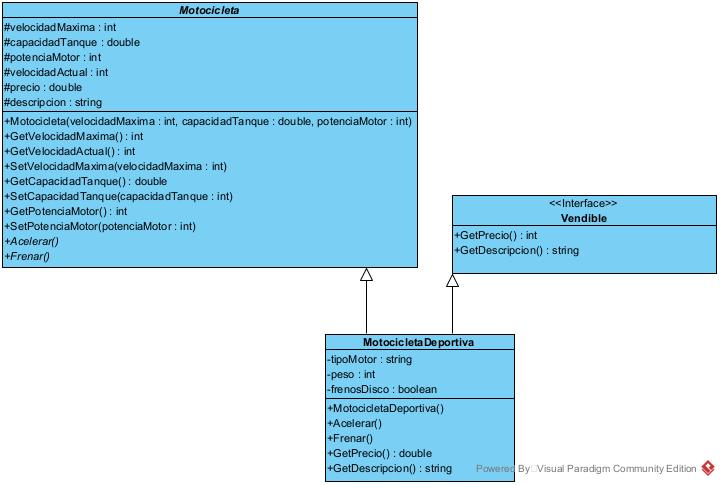 Motocicleta
#velocidadMaxima : int
#capacidadTanque : double
#potenciaMotor : int
#velocidadActual : int
#precio : double
#descripcion : string
+Motocicleta(velocidadMaxima : int, capacidadTanque : double, potenciaMotor : int)
+GetVelocidadMaxima() : int
+GetVelocidadActual() : int
+SetVelocidadMaxima(velocidadMaxima : int)
+GetCapacidadTanque() : double
+SetCapacidadTanque(capacidadTanque : int)
+GetPotenciaMotor() : int
+SetPotenciaMotor(potenciaMotor : int)
+Acelerar()
+Frenar()
<<Interface>>
Vendible
+GetPrecio() : int
+GetDescripcion() : string
MotocicletaDeportiva
-tipoMotor : string
-peso : int
-frenosDisco : boolean
+MotocicletaDeportiva()
+Acelerar()
+Frenar()
+GetPrecio() : double
+GetDescripcion() : string
Powered By Visual Paradigm Community Edition